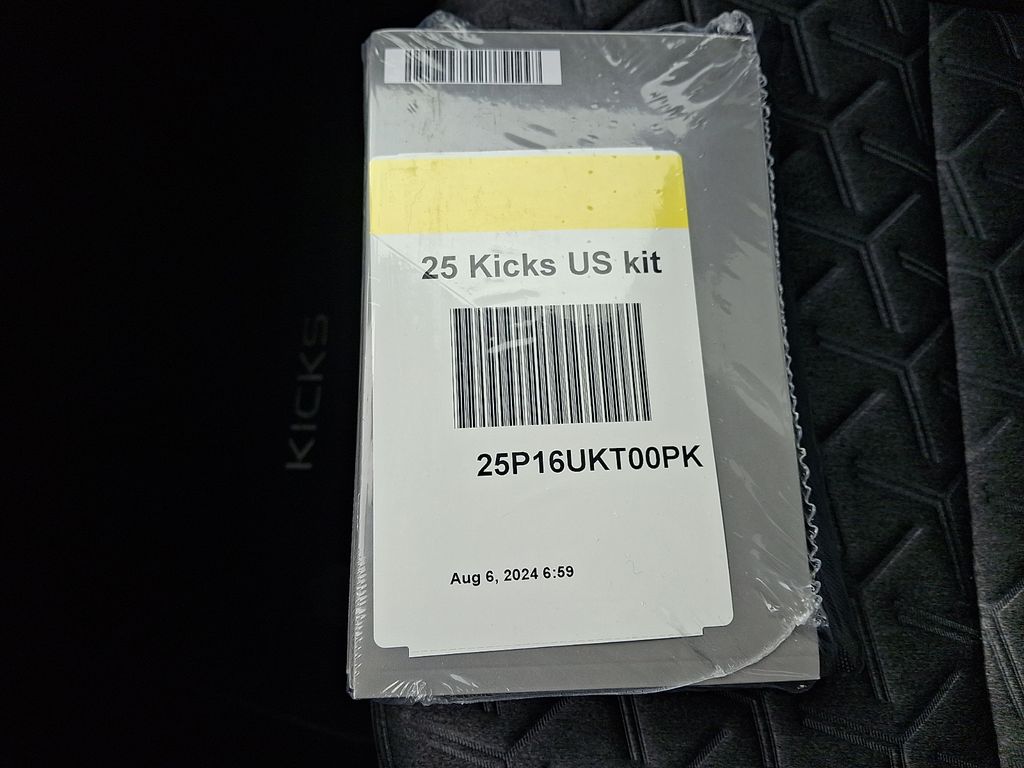 25 Kicks US kit
25P16UKT00PK
Aug 6, 2024 6:59
KICKS